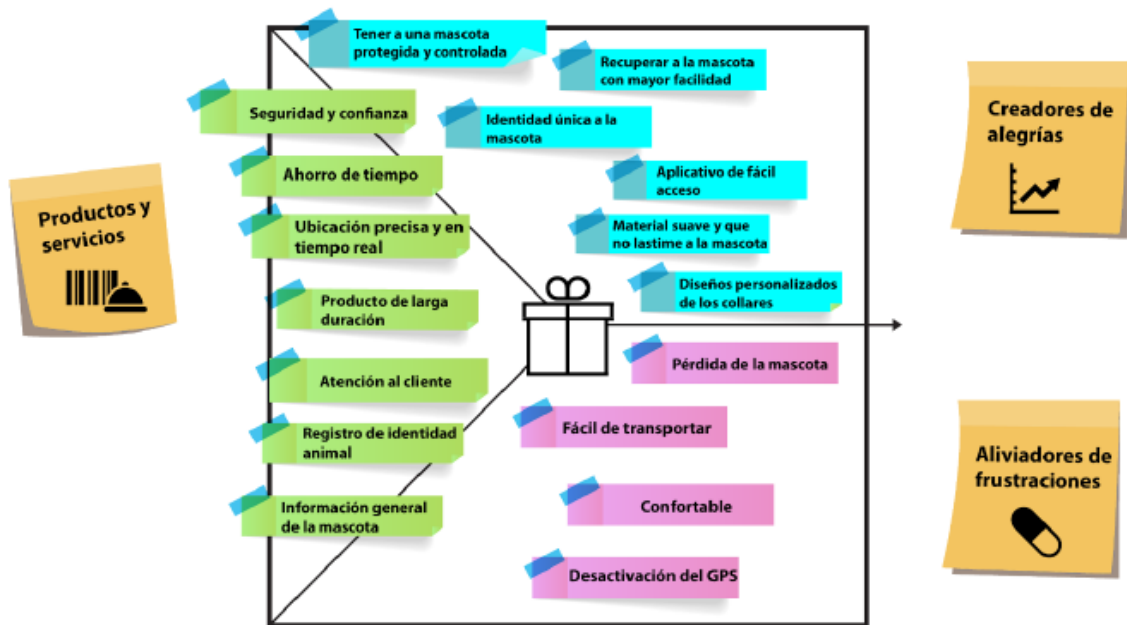 Tener a una mascota
protegida y controlada
Recuperar a la mascota
con mayor facilidad
Identidad única a la
mascota
Aplicativo de fácil
acceso
Material suave y que
no lastime a la mascota
Diseños personalizados
de los collares
Seguridad y confianza
Ahorro de tiempo
Ubicación precisa y en
tiempo real
Producto de larga
duración
Atención al cliente
Registro de identidad
animal
Información general
de la mascota
Productos y
servicios
Pérdida de la mascota
Fácil de transportar
Confortable
Desactivación del GPS
Creadores de
alegrías
Aliviadores de
frustraciones